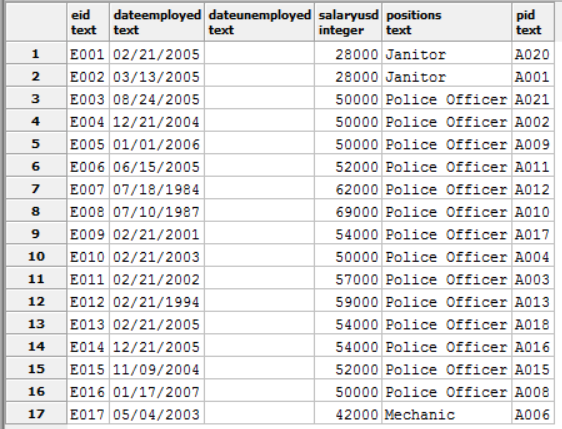 eid dateemployed dateunemployed salaryusd positions pid
text text text integer text text
1 E001 02/21/2005 28000 Janitor A020
2 E002 03/13/2005 28000 Janitor A001
3 E003 08/24/2005 50000 Police Officer A021
4 E004 12/21/2004 50000 Police Officer A002
5 E005 01/01/2006 50000 Police Officer A009
6 E006 06/15/2005 52000 Police Officer A011
7 E007 07/18/1984 62000 Police Officer A012
8 E008 07/10/1987 69000 Police Officer A010
9 E009 02/21/2001 54000 Police Officer A017
10 E010 02/21/2003 50000 Police Officer A004
11 E011 02/21/2002 57000 Police Officer A003
12 E012 02/21/1994 59000 Police Officer A013
13 E013 02/21/2005 54000 Police Officer A018
14 E014 12/21/2005 54000 Police Officer A016
15 E015 11/09/2004 52000 Police Officer A015
16 E016 01/17/2007 50000 Police Officer A008
17 E017 05/04/2003 42000 Mechanic A006